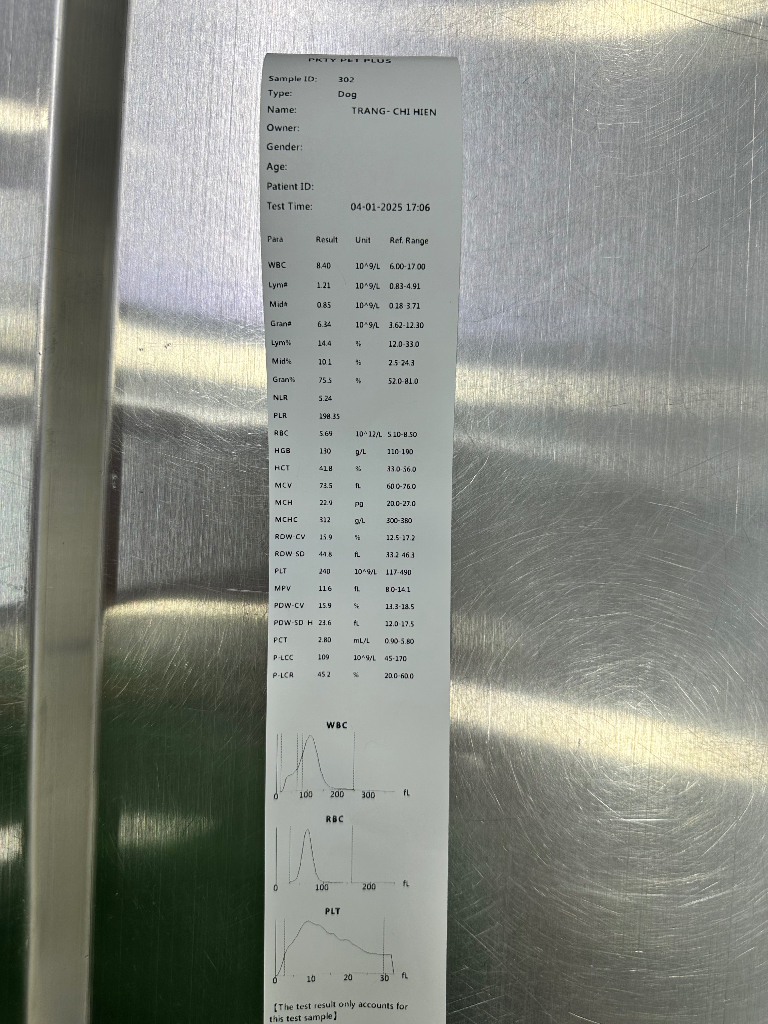 PKTY PET PLUS
Sample ID: 302
Type: Dog
Name: TRANG- CHI HIEN
Owner:
Gender:
Age:
Patient ID:
Test Time: 04-01-2025 17:06
Para Result Unit Ref. Range
WBC 8.40 10^9/L 6.00-17.00
Lym# 1.21 10^9/L 0.83-4.91
Mid# 0.85 10^9/L 0.18-3.71
Gran# 6.34 10^9/L 3.62-12.30
Lym% 14.4 % 12.0-33.0
Mid% 10.1 % 2.5-24.3
Gran% 75.5 % 52.0-81.0
NLR 5.24
PLR 198.35
RBC 5.69 10^12/L 5.10-8.50
HGB 130 g/L 110-190
HCT 41.8 % 33.0-56.0
MCV 73.5 fL 60.0-76.0
MCH 22.9 pg 20.0-27.0
MCHC 312 g/L 300-380
RDW-CV 15.9 % 12.5-17.2
RDW-SD 44.8 fL 33.2-46.3
PLT 240 10^9/L 117-490
MPV 11.6 fL 8.0-14.1
PDW-CV 15.9 % 13.3-18.5
PDW-SD H 23.6 fL 12.0-17.5
PCT 2.80 mL/L 0.90-5.80
P-LCC 109 10^9/L 45-170
P-LCR 45.2 % 20.0-60.0
WBC
0 100 200 300 fL
RBC
0 100 200 fL
PLT
0 10 20 30 fL
【The test result only accounts for
this test sample】